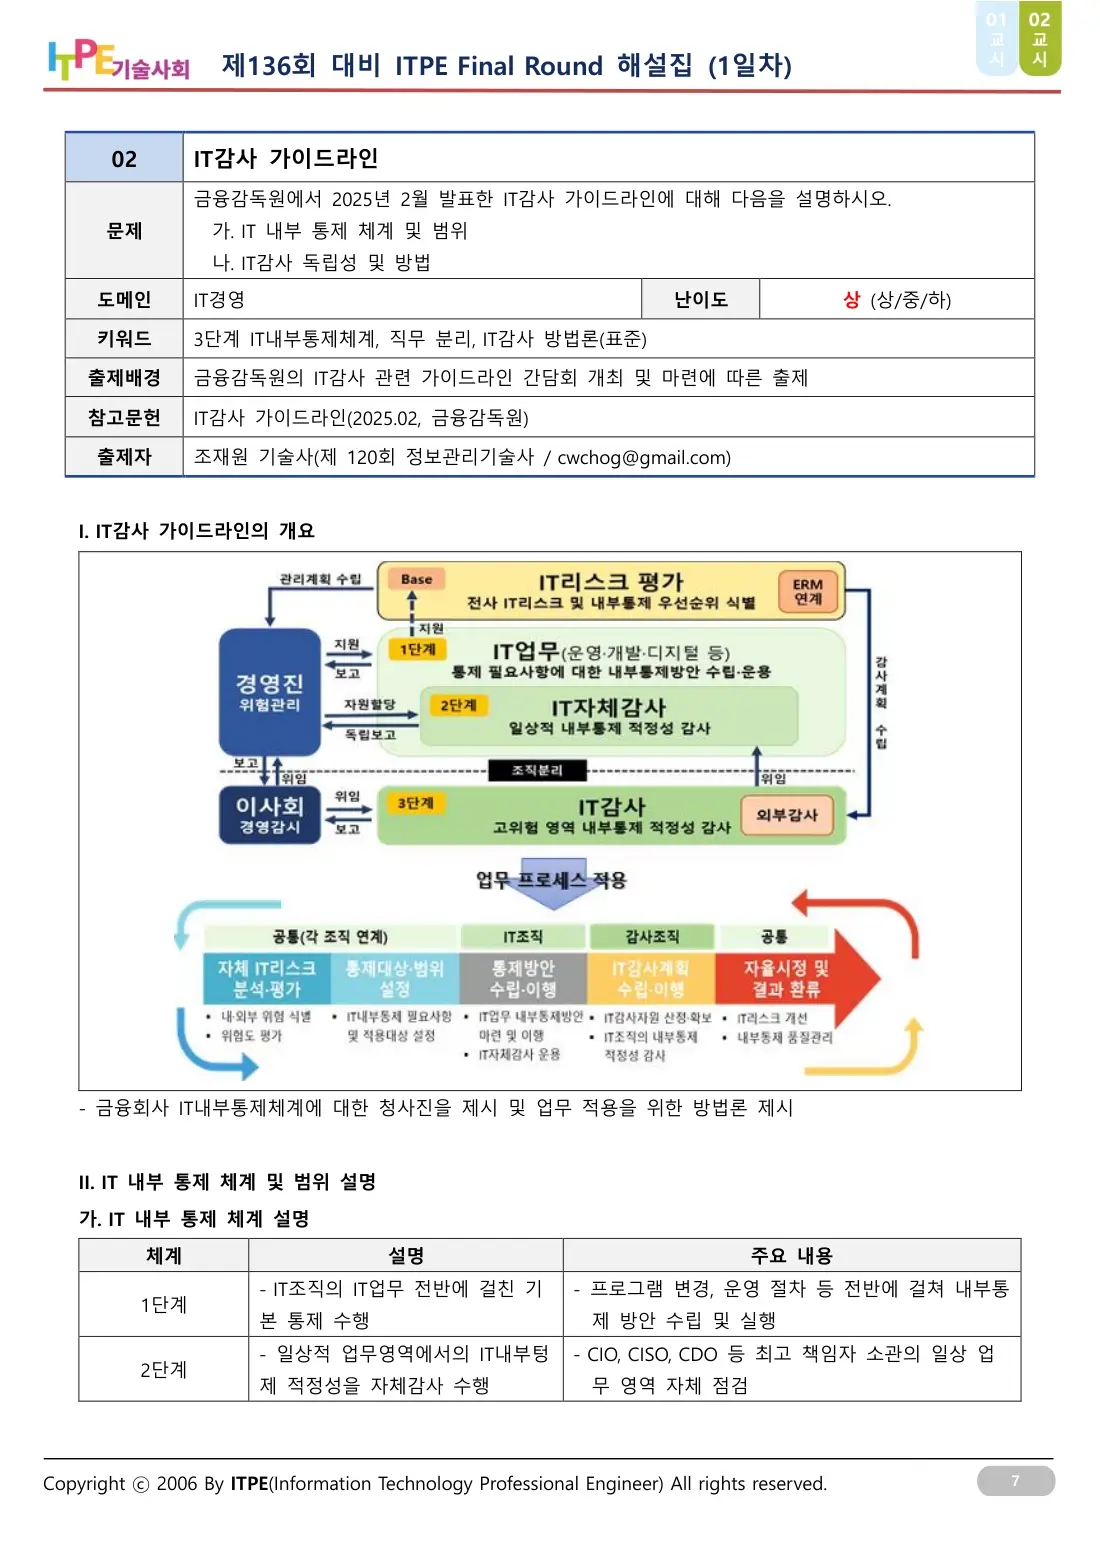 ITPE기술사회 제136회 대비 ITPE Final Round 해설집 (1일차)
01 교시
02 교시
02 IT감사 가이드라인
문제
금융감독원에서 2025년 2월 발표한 IT감사 가이드라인에 대해 다음을 설명하시오.
가. IT 내부 통제 체계 및 범위
나. IT감사 독립성 및 방법
도메인 IT경영 난이도 상 (상/중/하)
키워드 3단계 IT내부통제체계, 직무 분리, IT감사 방법론(표준)
출제배경 금융감독원의 IT감사 관련 가이드라인 간담회 개최 및 마련에 따른 출제
참고문헌 IT감사 가이드라인(2025.02, 금융감독원)
출제자 조재원 기술사(제 120회 정보관리기술사 / cwchog@gmail.com)
I. IT감사 가이드라인의 개요
관리계획 수립
Base
IT리스크 평가
전사 IT리스크 및 내부통제 우선순위 식별
ERM
연계
지원
경영진
위험관리
지원
보고
1단계
IT업무(운영·개발·디지털 등)
통제 필요사항에 대한 내부통제방안 수립·운용
자원할당
독립보고
2단계
IT자체감사
일상적 내부통제 적정성 감사
감사계획 수립
보고
위임
조직분리
위임
이사회
경영감시
위임
보고
3단계
IT감사
고위험 영역 내부통제 적정성 감사
외부감사
업무 프로세스 적용
공통(각 조직 연계)
IT조직
감사조직
공통
자체 IT리스크
분석·평가
통제대상·범위
설정
통제방안
수립·이행
IT감사계획
수립·이행
자율시정 및
결과 환류
▪ 내·외부 위험 식별
▪ 위험도 평가
▪ IT내부통제 필요사항
및 적용대상 설정
▪ IT업무 내부통제방안
마련 및 이행
▪ IT자체감사 운용
▪ IT감사자원 산정·확보
▪ IT조직의 내부통제
적정성 감사
▪ IT리스크 개선
▪ 내부통제 품질관리
- 금융회사 IT내부통제체계에 대한 청사진을 제시 및 업무 적용을 위한 방법론 제시
II. IT 내부 통제 체계 및 범위 설명
가. IT 내부 통제 체계 설명
체계 설명 주요 내용
1단계
- IT조직의 IT업무 전반에 걸친 기
본 통제 수행
- 프로그램 변경, 운영 절차 등 전반에 걸쳐 내부통
제 방안 수립 및 실행
2단계
- 일상적 업무영역에서의 IT내부텅
제 적정성을 자체감사 수행
- CIO, CISO, CDO 등 최고 책임자 소관의 일상 업
무 영역 자체 점검
Copyright ⓒ 2006 By ITPE(Information Technology Professional Engineer) All rights reserved.
7